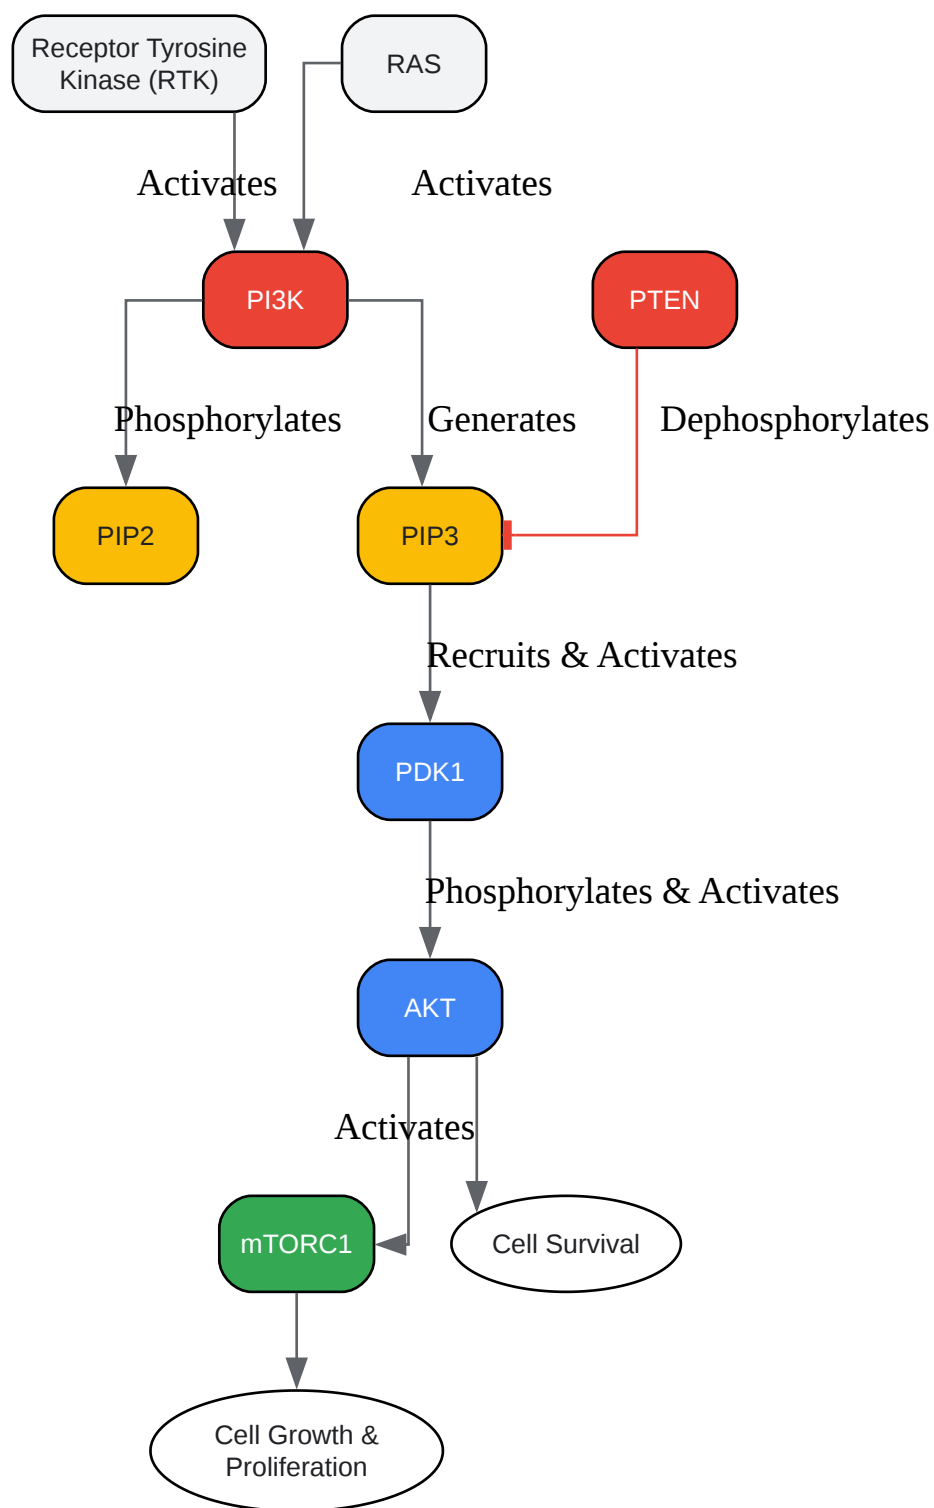 Receptor Tyrosine
Kinase (RTK)
RAS
Activates
Activates
PI3K
PTEN
Phosphorylates
Generates
Dephosphorylates
PIP2
PIP3
Recruits & Activates
PDK1
Phosphorylates & Activates
AKT
Activates
mTORC1
Cell Survival
Cell Growth &
Proliferation